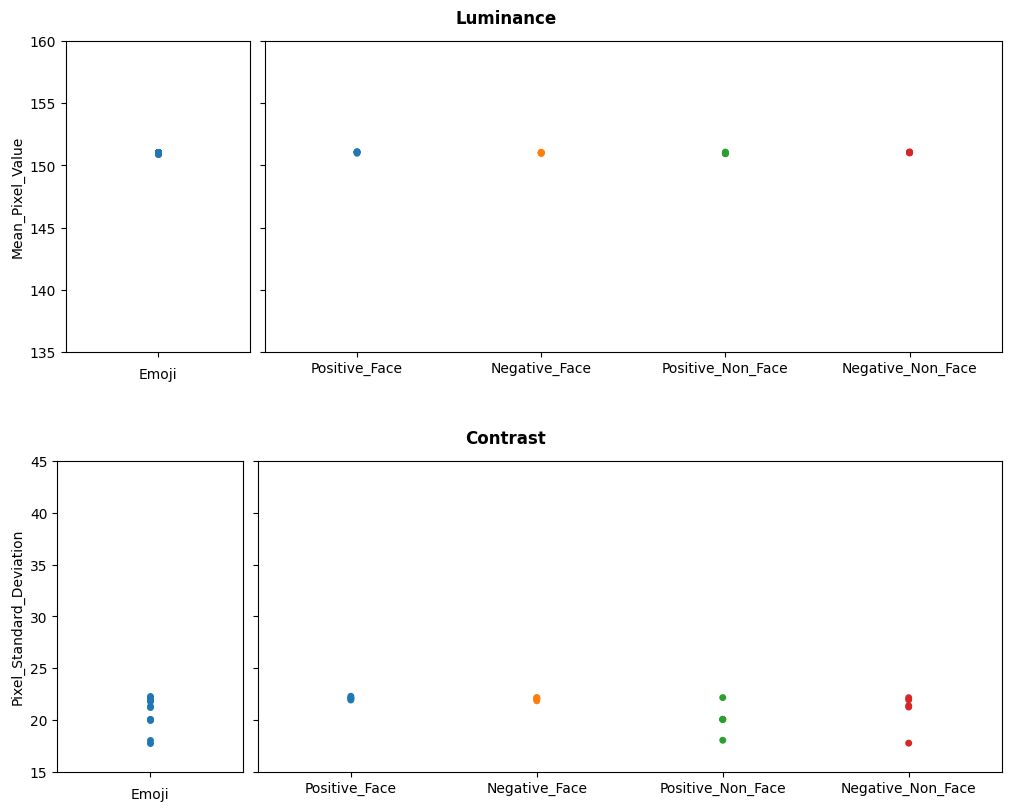 Luminance
Mean_Pixel_Value
160
155
150
145
140
135
Emoji
Positive_Face
Negative_Face
Positive_Non_Face
Negative_Non_Face
Contrast
Pixel_Standard_Deviation
45
40
35
30
25
20
15
Emoji
Positive_Face
Negative_Face
Positive_Non_Face
Negative_Non_Face